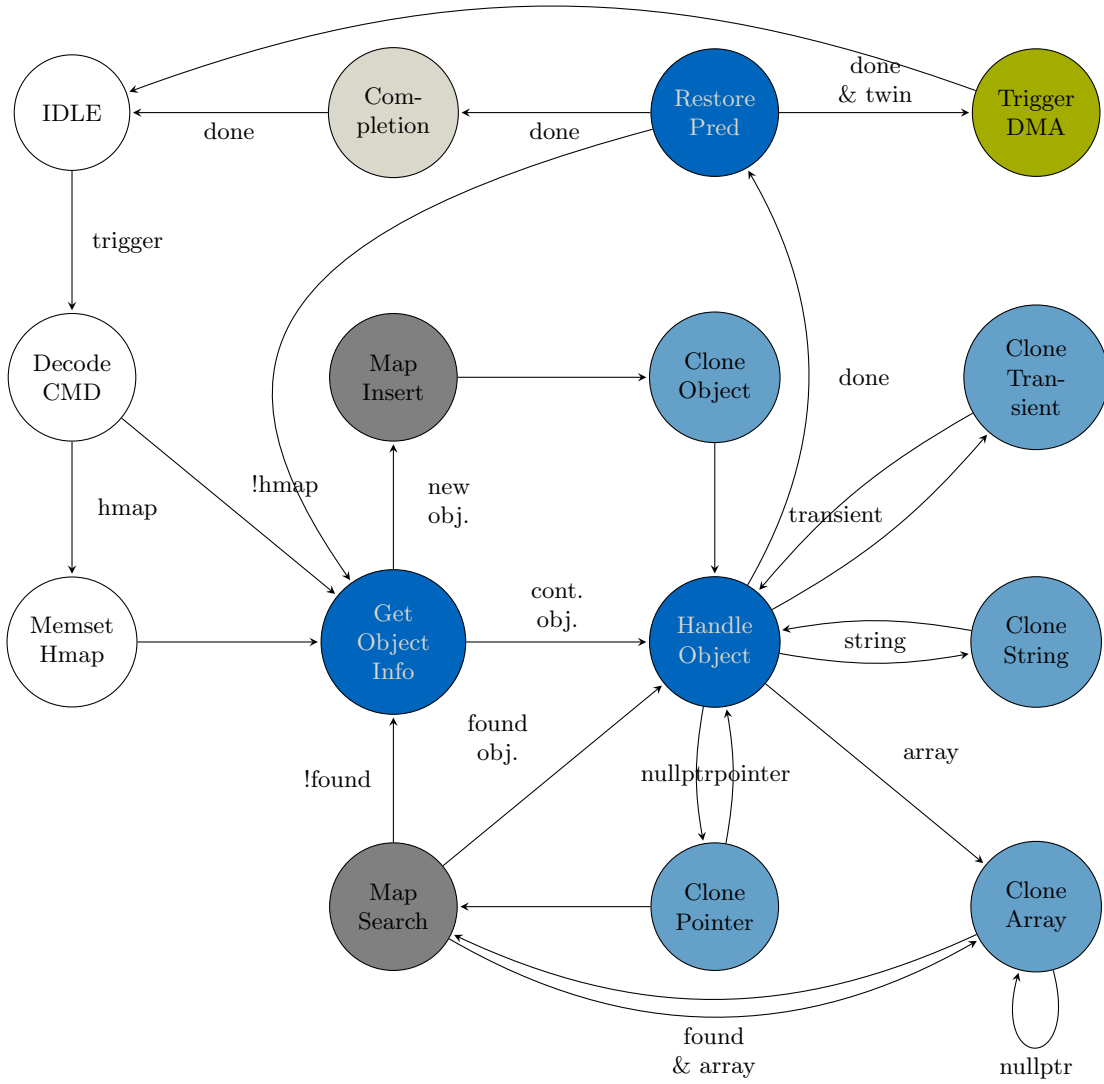 done
& twin
IDLE
Com-
pletion
Restore
Pred
Trigger
DMA
done
done
trigger
Decode
CMD
Map
Insert
Clone
Object
done
Clone
Tran-
sient
hmap
!hmap
new
obj.
transient
Memset
Hmap
Get
Object
Info
cont.
obj.
Handle
Object
string
Clone
String
!found
found
obj.
nullptr
pointer
array
Map
Search
Clone
Pointer
Clone
Array
found
& array
nullptr